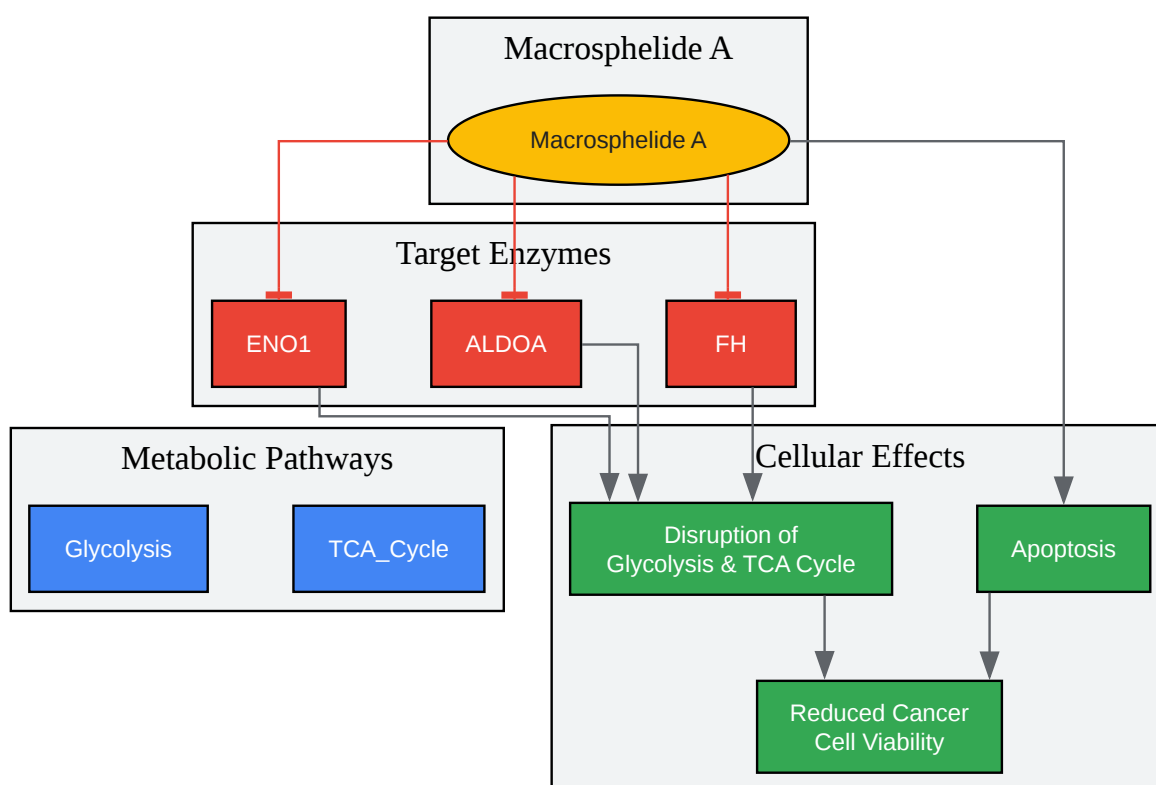 Macrosphelide A
Macrosphelide A
Target Enzymes
ENO1
ALDOA
FH
Metabolic Pathways
Glycolysis
TCA_Cycle
Cellular Effects
Disruption of
Glycolysis & TCA Cycle
Apoptosis
Reduced Cancer
Cell Viability